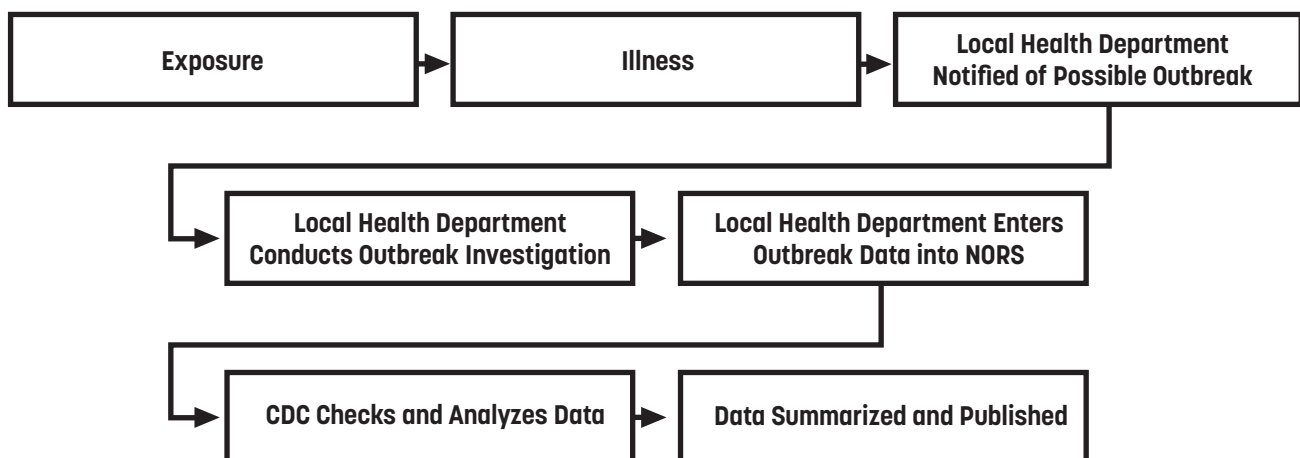 Exposure
Illness
Local Health Department
Notified of Possible Outbreak
Local Health Department
Conducts Outbreak Investigation
Local Health Department Enters
Outbreak Data into NORS
CDC Checks and Analyzes Data
Data Summarized and Published